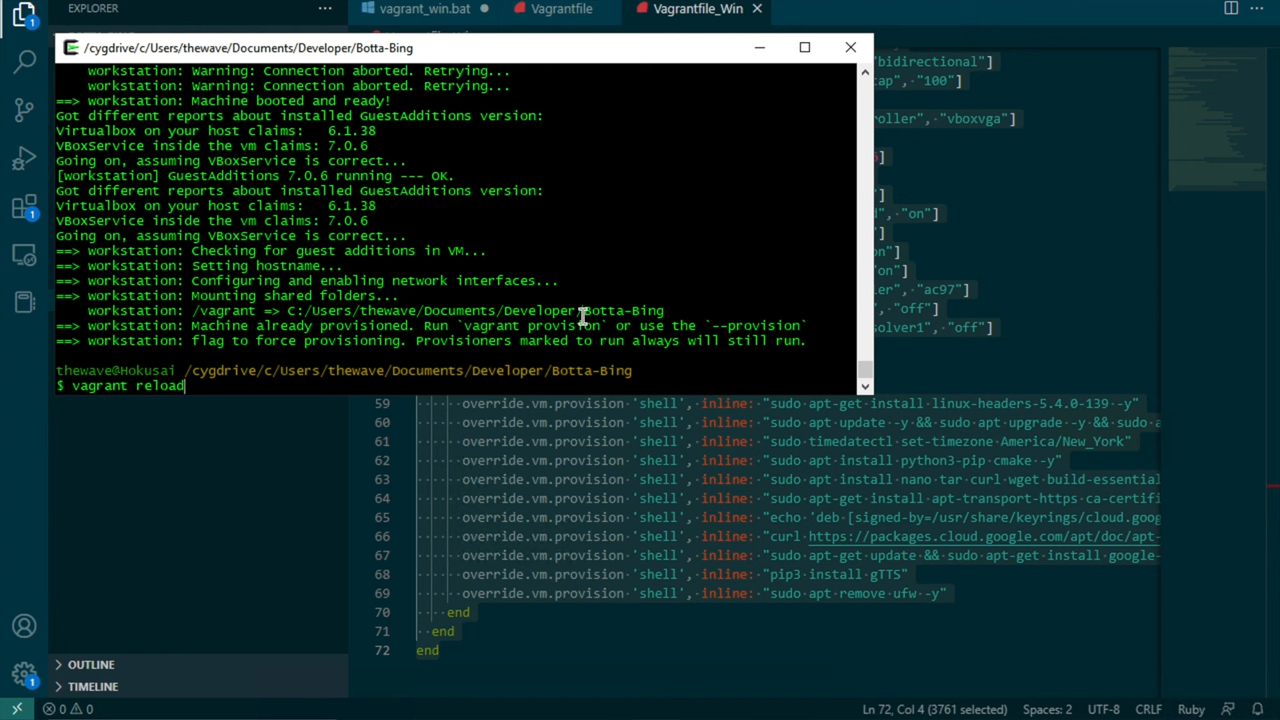 EXPLORER
vagrant_win.bat
Vagrantfile
Vagrantfile_Win
/cygdrive/c/Users/thewave/Documents/Developer/Botta-Bing
workstation: Warning: Connection aborted. Retrying...
workstation: Warning: Connection aborted. Retrying...
==> workstation: Machine booted and ready!
Got different reports about installed GuestAdditions version:
Virtualbox on your host claims:   6.1.38
VBoxService inside the vm claims: 7.0.6
Going on, assuming VBoxService is correct...
[workstation] GuestAdditions 7.0.6 running --- OK.
Got different reports about installed GuestAdditions version:
Virtualbox on your host claims:   6.1.38
VBoxService inside the vm claims: 7.0.6
Going on, assuming VBoxService is correct...
==> workstation: Checking for guest additions in VM...
==> workstation: Setting hostname...
==> workstation: Configuring and enabling network interfaces...
==> workstation: Mounting shared folders...
workstation: /vagrant => C:/Users/thewave/Documents/Developer/Botta-Bing
==> workstation: Machine already provisioned. Run `vagrant provision` or use the `--provision`
==> workstation: flag to force provisioning. Provisioners marked to run always will still run.
thewave@Hokusai /cygdrive/c/Users/thewave/Documents/Developer/Botta-Bing
$ vagrant reload
bidirectional"]
ap", "100"]
oller", "vboxvga"]
]
]
d", "on"]
"]
on"]
"on"]
er", "ac97"]
"off"]
solver1", "off"]
59 override.vm.provision 'shell', inline: "sudo apt-get install linux-headers-5.4.0-139 -y"
60 override.vm.provision 'shell', inline: "sudo apt update -y && sudo apt upgrade -y && sudo a
61 override.vm.provision 'shell', inline: "sudo timedatectl set-timezone America/New_York"
62 override.vm.provision 'shell', inline: "sudo apt install python3-pip cmake -y"
63 override.vm.provision 'shell', inline: "sudo apt install nano tar curl wget build-essential
64 override.vm.provision 'shell', inline: "sudo apt-get install apt-transport-https ca-certifi
65 override.vm.provision 'shell', inline: "echo 'deb [signed-by=/usr/share/keyrings/cloud.goog
66 override.vm.provision 'shell', inline: "curl https://packages.cloud.google.com/apt/doc/apt-
67 override.vm.provision 'shell', inline: "sudo apt-get update && sudo apt-get install google-
68 override.vm.provision 'shell', inline: "pip3 install gTTS"
69 override.vm.provision 'shell', inline: "sudo apt remove ufw -y"
70 end
71 end
72 end
OUTLINE
TIMELINE
0 0 Ln 72, Col 4 (3761 selected) Spaces: 2 UTF-8 CRLF Ruby